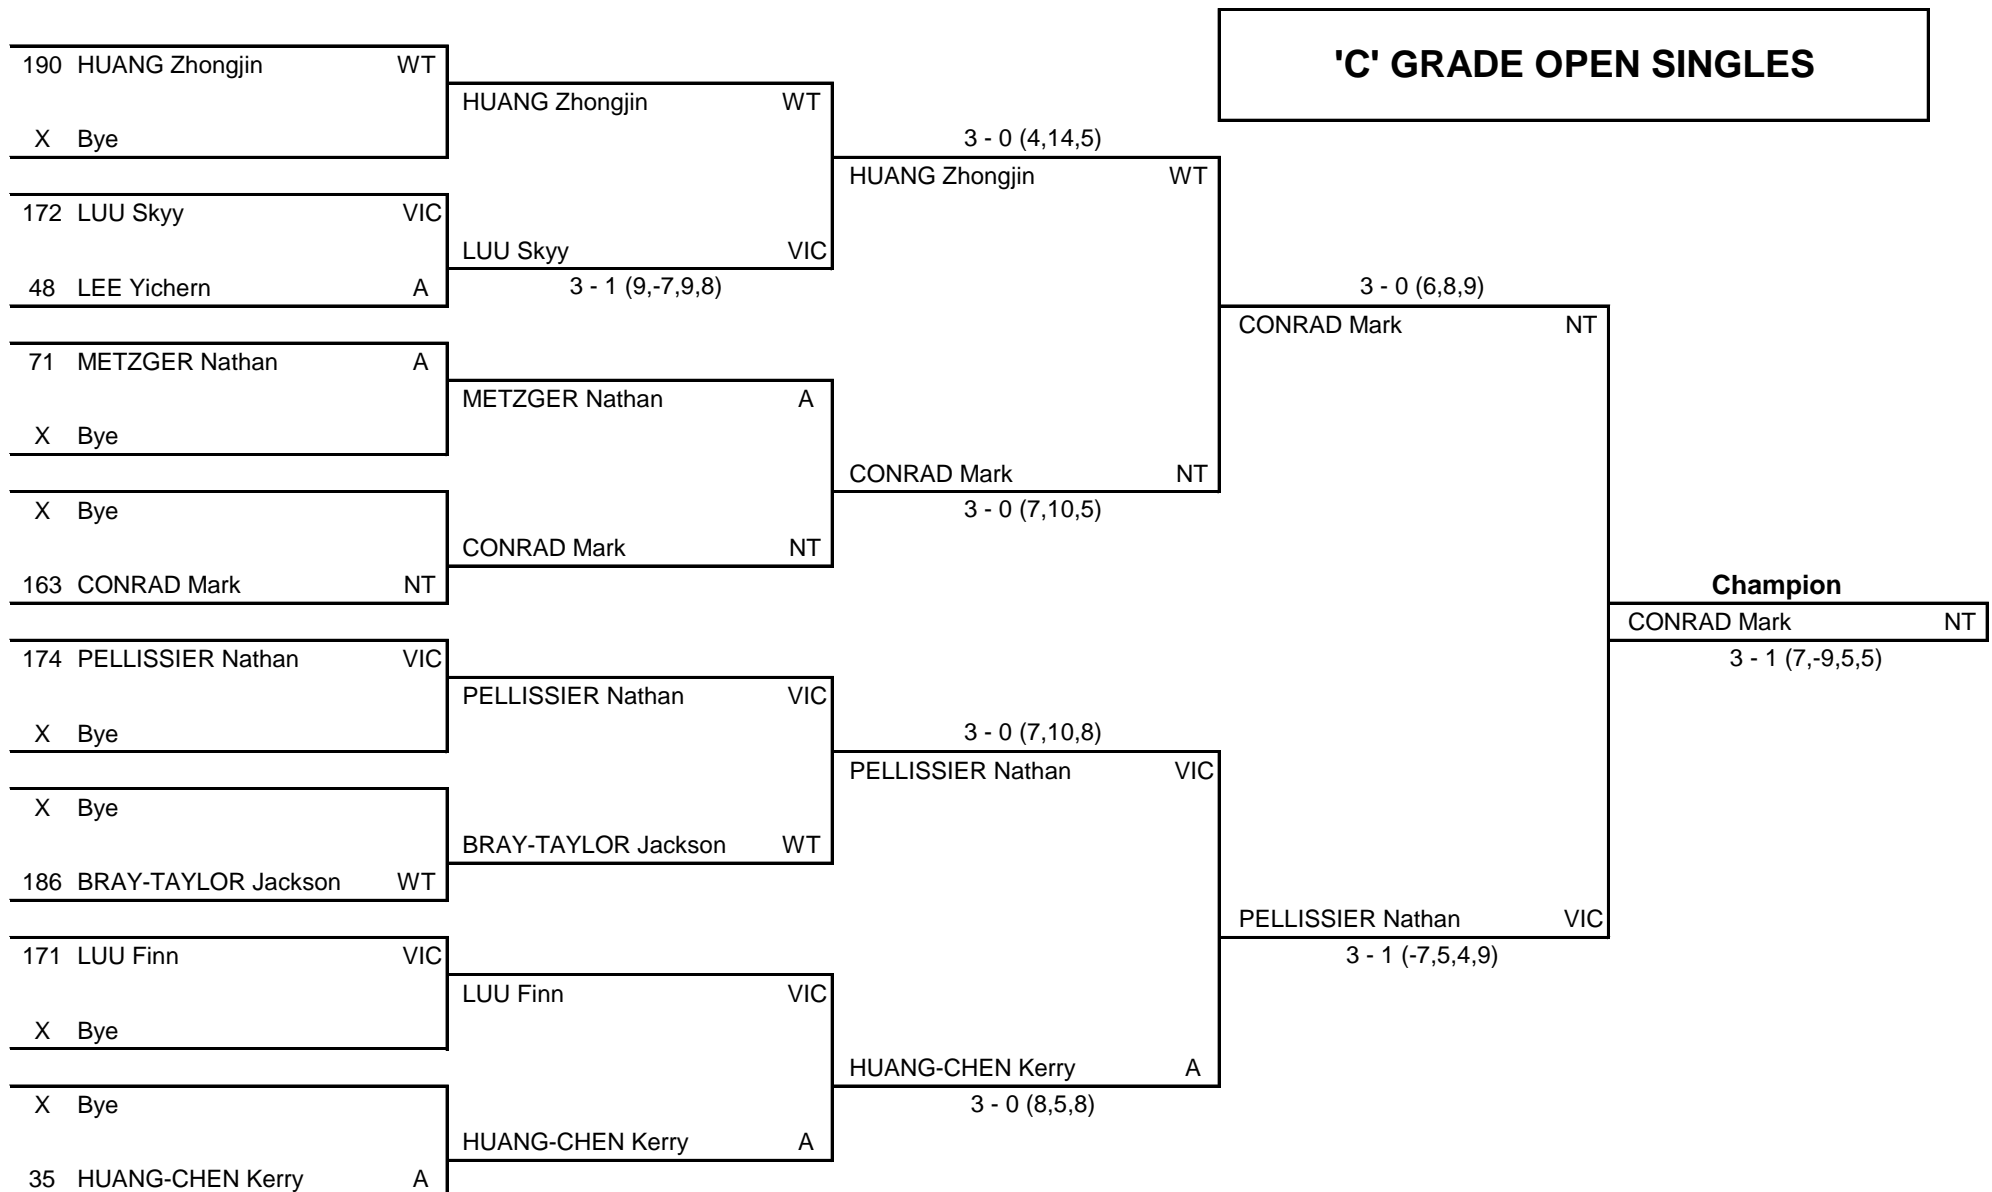 'C' GRADE OPEN SINGLES
190 HUANG Zhongjin WT
HUANG Zhongjin WT
X Bye
3 - 0 (4,14,5)
HUANG Zhongjin WT
172 LUU Skyy VIC
LUU Skyy VIC
48 LEE Yichern A
3 - 1 (9,-7,9,8)
3 - 0 (6,8,9)
CONRAD Mark NT
71 METZGER Nathan A
METZGER Nathan A
X Bye
CONRAD Mark NT
X Bye
3 - 0 (7,10,5)
CONRAD Mark NT
163 CONRAD Mark NT
Champion
CONRAD Mark NT
174 PELLISSIER Nathan VIC
3 - 1 (7,-9,5,5)
PELLISSIER Nathan VIC
X Bye
3 - 0 (7,10,8)
PELLISSIER Nathan VIC
X Bye
BRAY-TAYLOR Jackson WT
186 BRAY-TAYLOR Jackson WT
PELLISSIER Nathan VIC
171 LUU Finn VIC
3 - 1 (-7,5,4,9)
LUU Finn VIC
X Bye
HUANG-CHEN Kerry A
X Bye
3 - 0 (8,5,8)
HUANG-CHEN Kerry A
35 HUANG-CHEN Kerry A